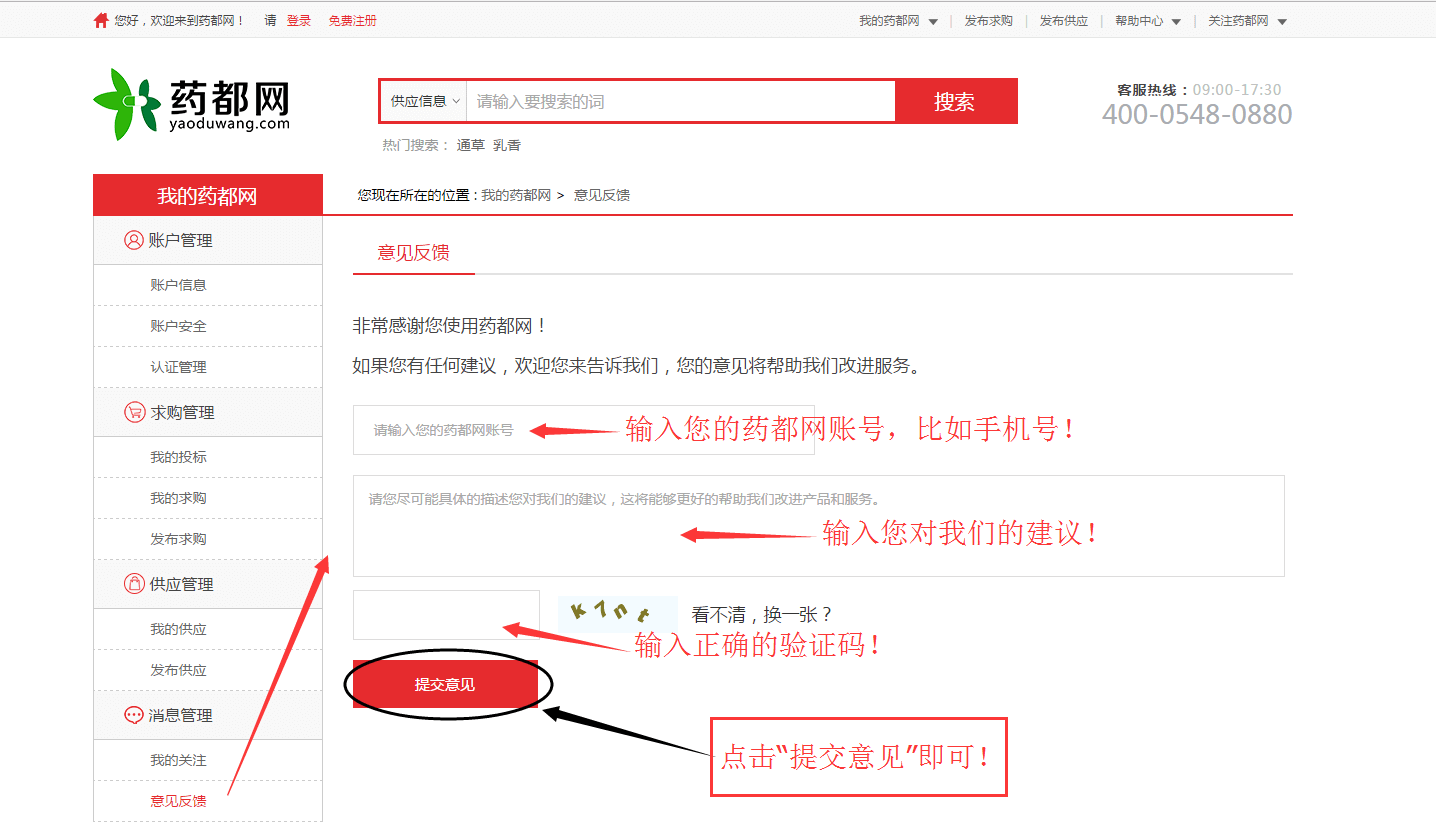 您好，欢迎来到药都网！ 请 登录 免费注册 我的药都网 | 发布求购 | 发布供应 | 帮助中心 | 关注药都网
药都网
yaoduwang.com
供应信息 请输入要搜索的词 搜索
热门搜索： 通草 乳香
客服热线：09:00-17:30
400-0548-0880
我的药都网
账户管理
账户信息
账户安全
认证管理
求购管理
我的投标
我的求购
发布求购
供应管理
我的供应
发布供应
消息管理
我的关注
意见反馈
您现在所在的位置：我的药都网 > 意见反馈
意见反馈
非常感谢您使用药都网！
如果您有任何建议，欢迎您来告诉我们，您的意见将帮助我们改进服务。
请输入您的药都网账号 输入您的药都网账号，比如手机号！
请您尽可能具体的描述您对我们的建议，这将能够更好的帮助我们改进产品和服务。
输入您对我们的建议！
K7nt 看不清，换一张？
输入正确的验证码！
提交意见
点击“提交意见”即可！